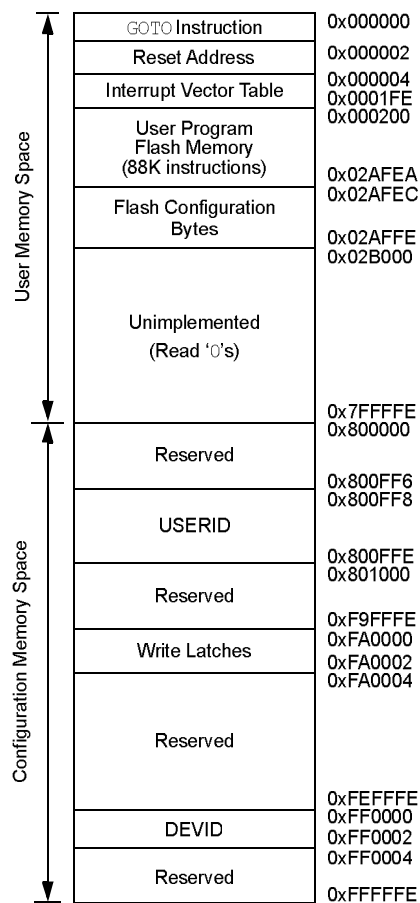 GOTO Instruction
0x000000
Reset Address
0x000002
Interrupt Vector Table
0x000004
0x0001FE
User Program
Flash Memory
(88K instructions)
0x000200
0x02AFEA
Flash Configuration
Bytes
0x02AFEC
0x02AFFE
Unimplemented
(Read ‘0’s)
0x02B000
0x7FFFFE
User Memory Space
Reserved
0x800000
0x800FF6
USERID
0x800FF8
0x800FFE
Reserved
0x801000
0xF9FFFE
Write Latches
0xFA0000
0xFA0002
Reserved
0xFA0004
0xFEFFFE
DEVID
0xFF0000
0xFF0002
Reserved
0xFF0004
0xFFFFFE
Configuration Memory Space